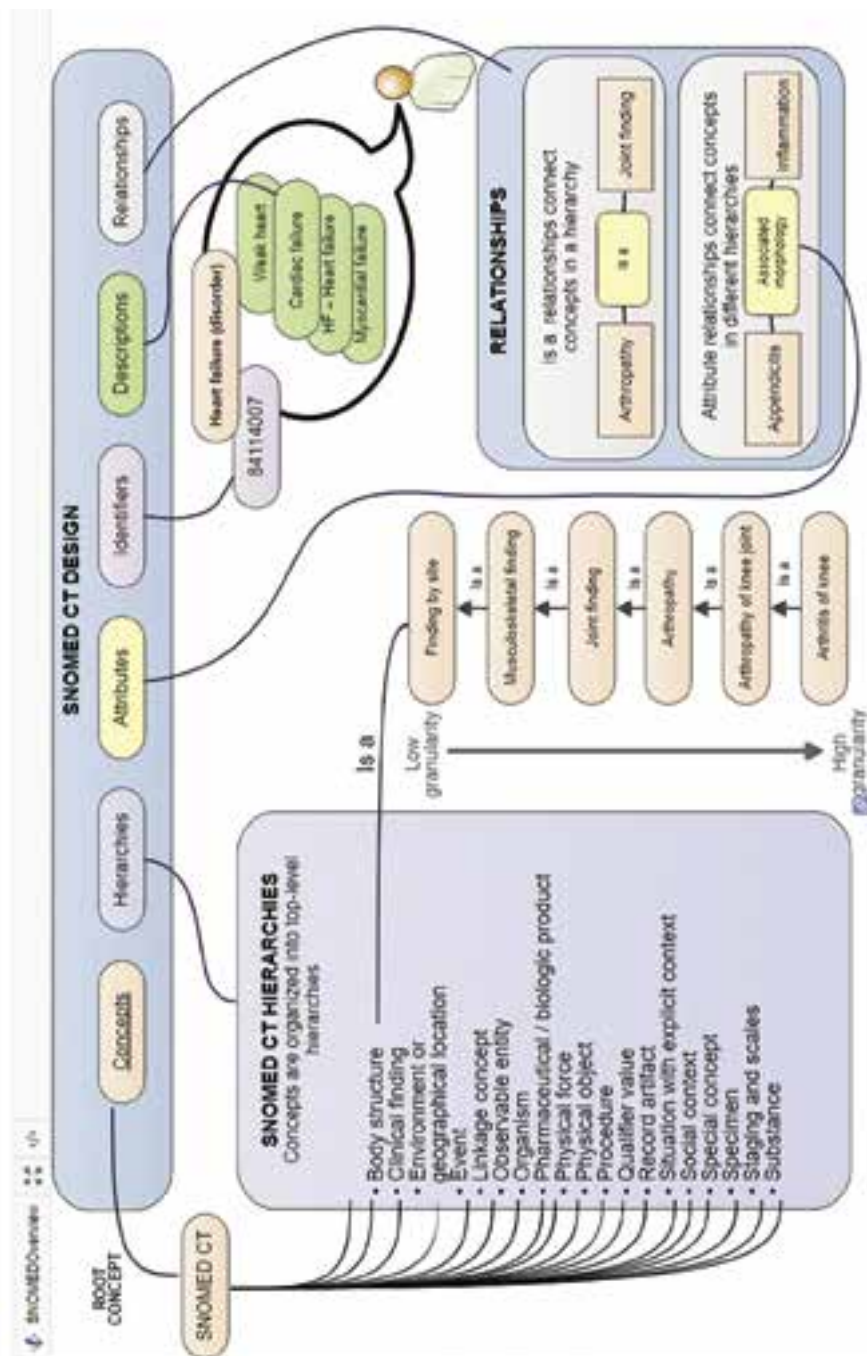 SNOMEDOverview
SNOMED CT DESIGN
Concepts
Hierarchies
Attributes
Identifiers
Descriptions
Relationships
ROOT
CONCEPT
SNOMED CT
SNOMED CT HIERARCHIES
Concepts are organized into top-level
hierarchies
• Body structure
• Clinical finding
• Environment or
geographical location
• Event
• Linkage concept
• Observable entity
• Organism
• Pharmaceutical / biologic product
• Physical force
• Physical object
• Procedure
• Qualifier value
• Record artifact
• Situation with explicit context
• Social context
• Special concept
• Specimen
• Staging and scales
• Substance
Is a
Low
granularity
High
granularity
Finding by site
Is a
Musculoskeletal finding
Is a
Joint finding
Is a
Arthropathy
Is a
Arthropathy of knee joint
Is a
Arthritis of knee
Heart failure (disorder)
84114007
Weak heart
Cardiac failure
HF – Heart failure
Myocardial failure
RELATIONSHIPS
Is a relationships connect
concepts in a hierarchy
Arthropathy
Is a
Joint finding
Attribute relationships connect concepts
in different hierarchies
Appendicitis
Associated
morphology
Inflammation